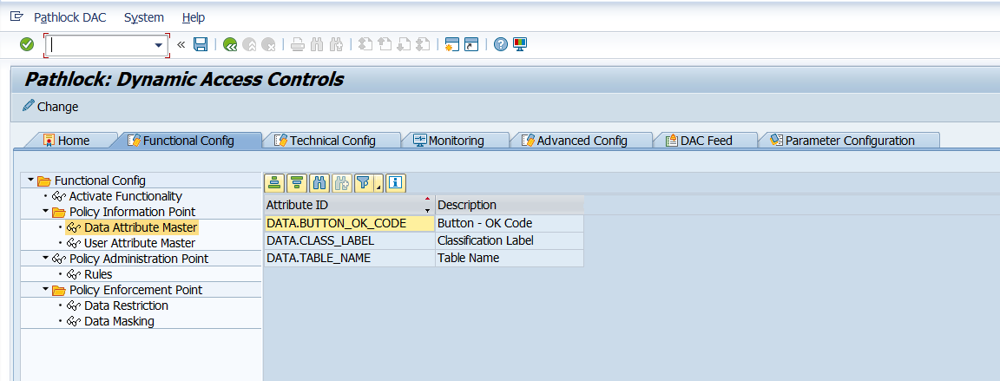 Pathlock DAC System Help
Pathlock: Dynamic Access Controls
Change
Home Functional Config Technical Config Monitoring Advanced Config DAC Feed Parameter Configuration
Functional Config
Activate Functionality
Policy Information Point
Data Attribute Master
User Attribute Master
Policy Administration Point
Rules
Policy Enforcement Point
Data Restriction
Data Masking
Attribute ID Description
DATA.BUTTON_OK_CODE Button - OK Code
DATA.CLASS_LABEL Classification Label
DATA.TABLE_NAME Table Name